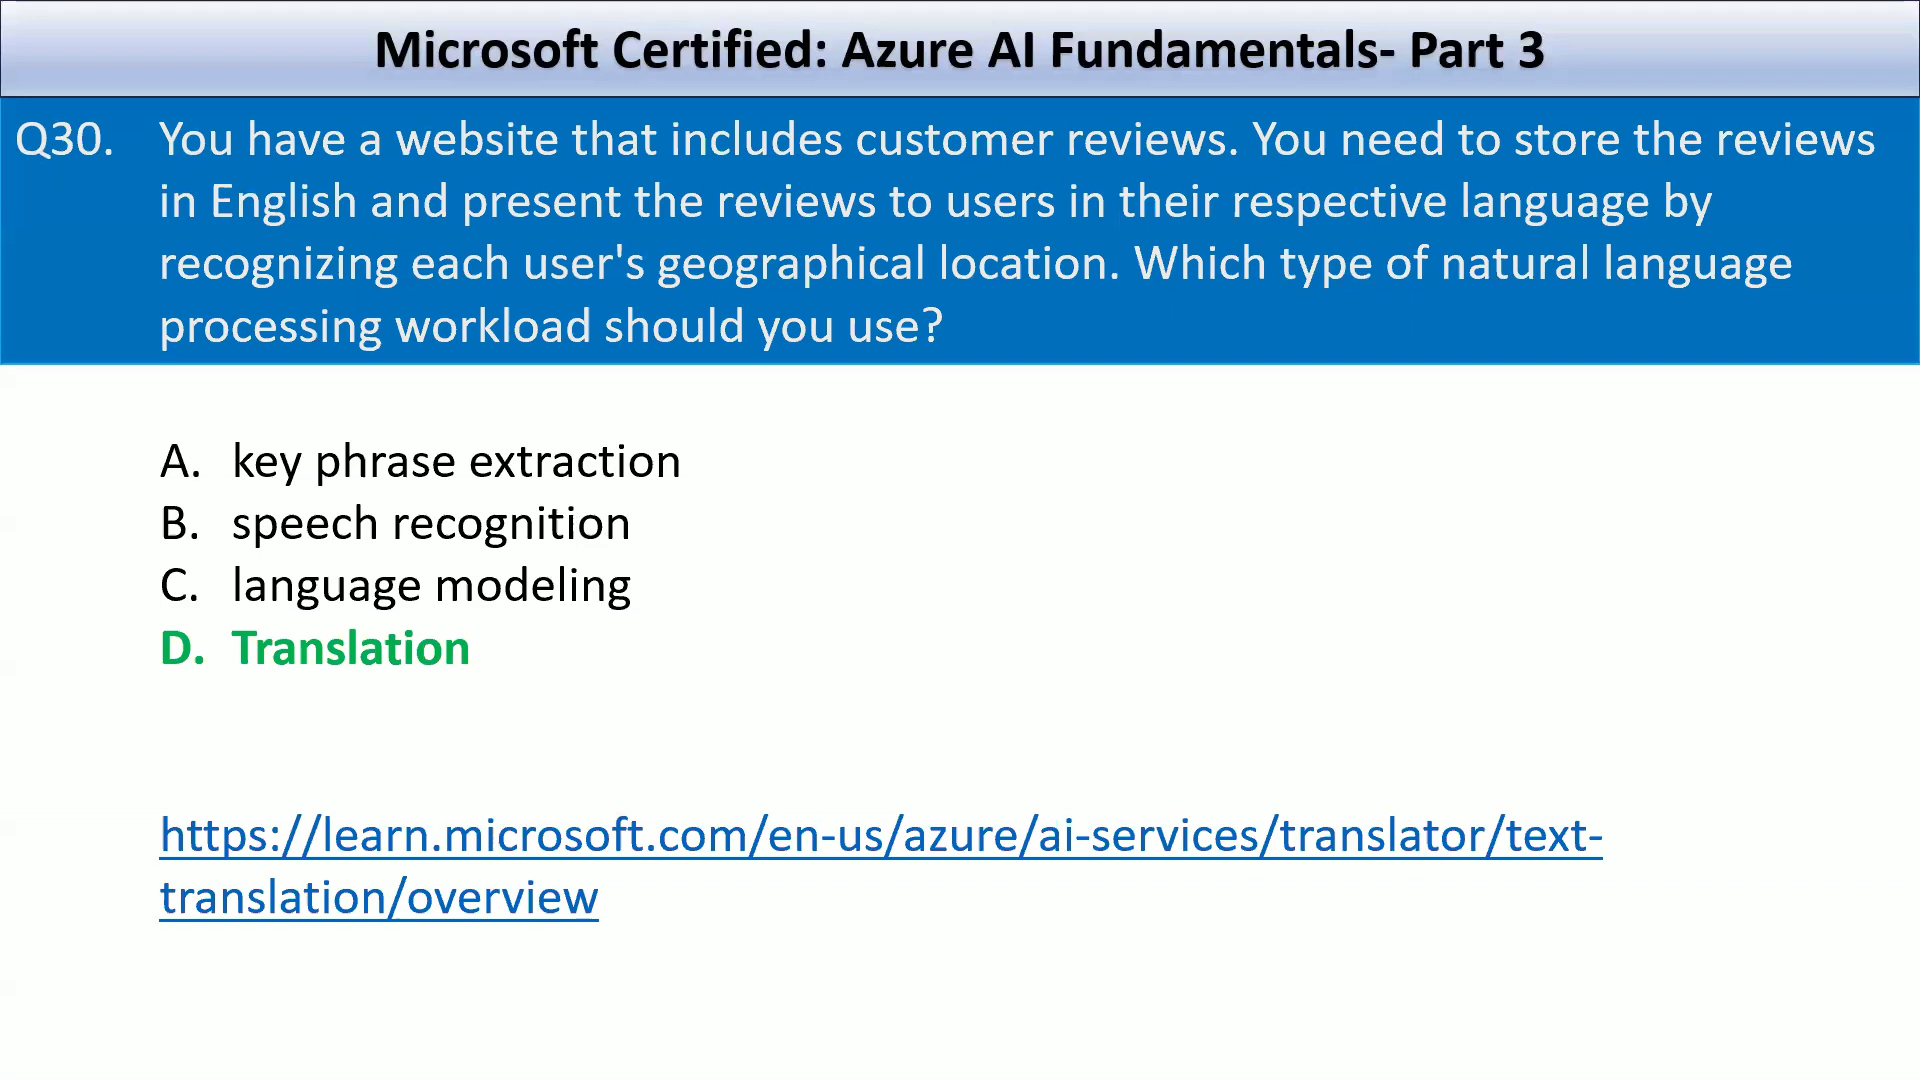 Microsoft Certified: Azure AI Fundamentals- Part 3
Q30. You have a website that includes customer reviews. You need to store the reviews
in English and present the reviews to users in their respective language by
recognizing each user's geographical location. Which type of natural language
processing workload should you use?
A. key phrase extraction
B. speech recognition
C. language modeling
D. Translation
https://learn.microsoft.com/en-us/azure/ai-services/translator/text-
translation/overview